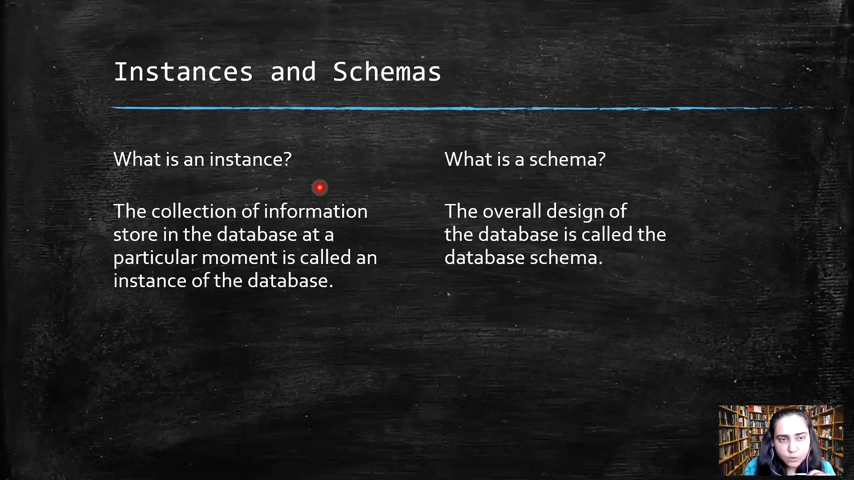 Instances and Schemas
What is an instance?
The collection of information
store in the database at a
particular moment is called an
instance of the database.
What is a schema?
The overall design of
the database is called the
database schema.